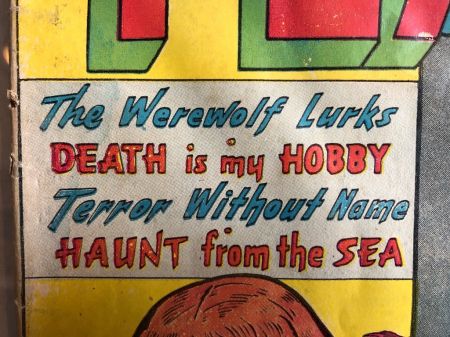 The Werewolf Lurks
DEATH is my HOBBY
Terror Without Name
HAUNT from the SEA